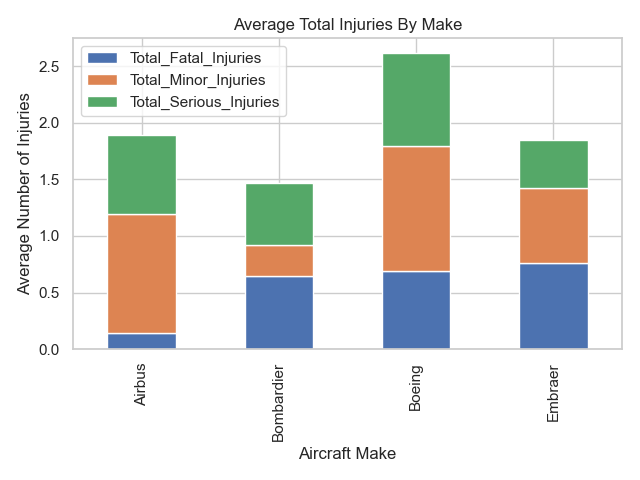 Average Total Injuries By Make
Total_Fatal_Injuries
Total_Minor_Injuries
Total_Serious_Injuries
Average Number of Injuries
2.5
2.0
1.5
1.0
0.5
0.0
Airbus
Bombardier
Boeing
Embraer
Aircraft Make